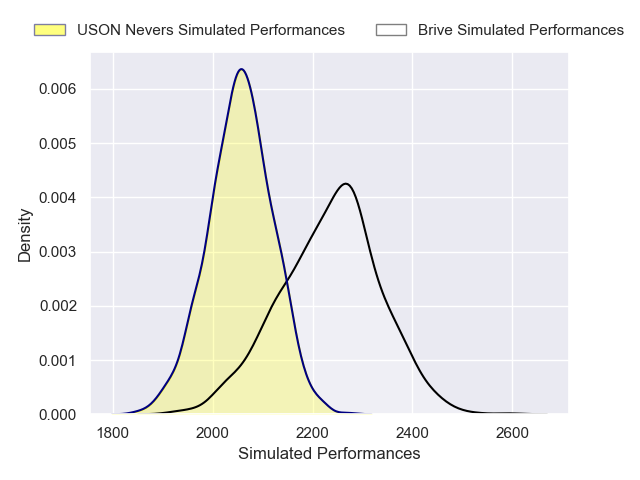 USON Nevers Simulated Performances
Brive Simulated Performances
0.006
0.005
0.004
0.003
0.002
0.001
0.000
Density
1800 2000 2200 2400 2600
Simulated Performances